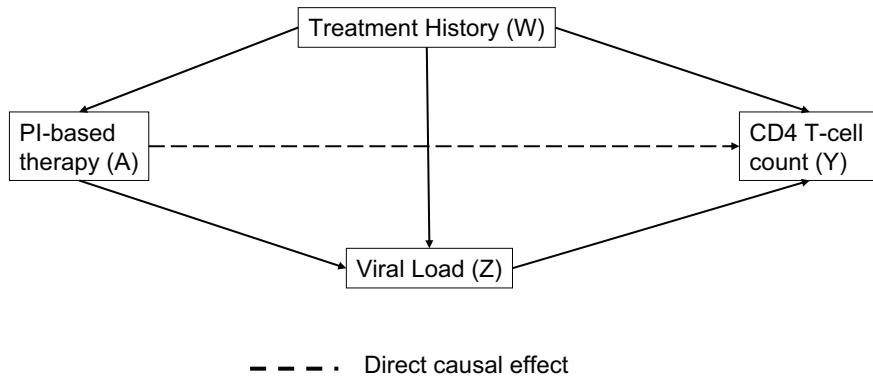 Treatment History (W)
PI-based
therapy (A)
CD4 T-cell
count (Y)
Viral Load (Z)
Direct causal effect